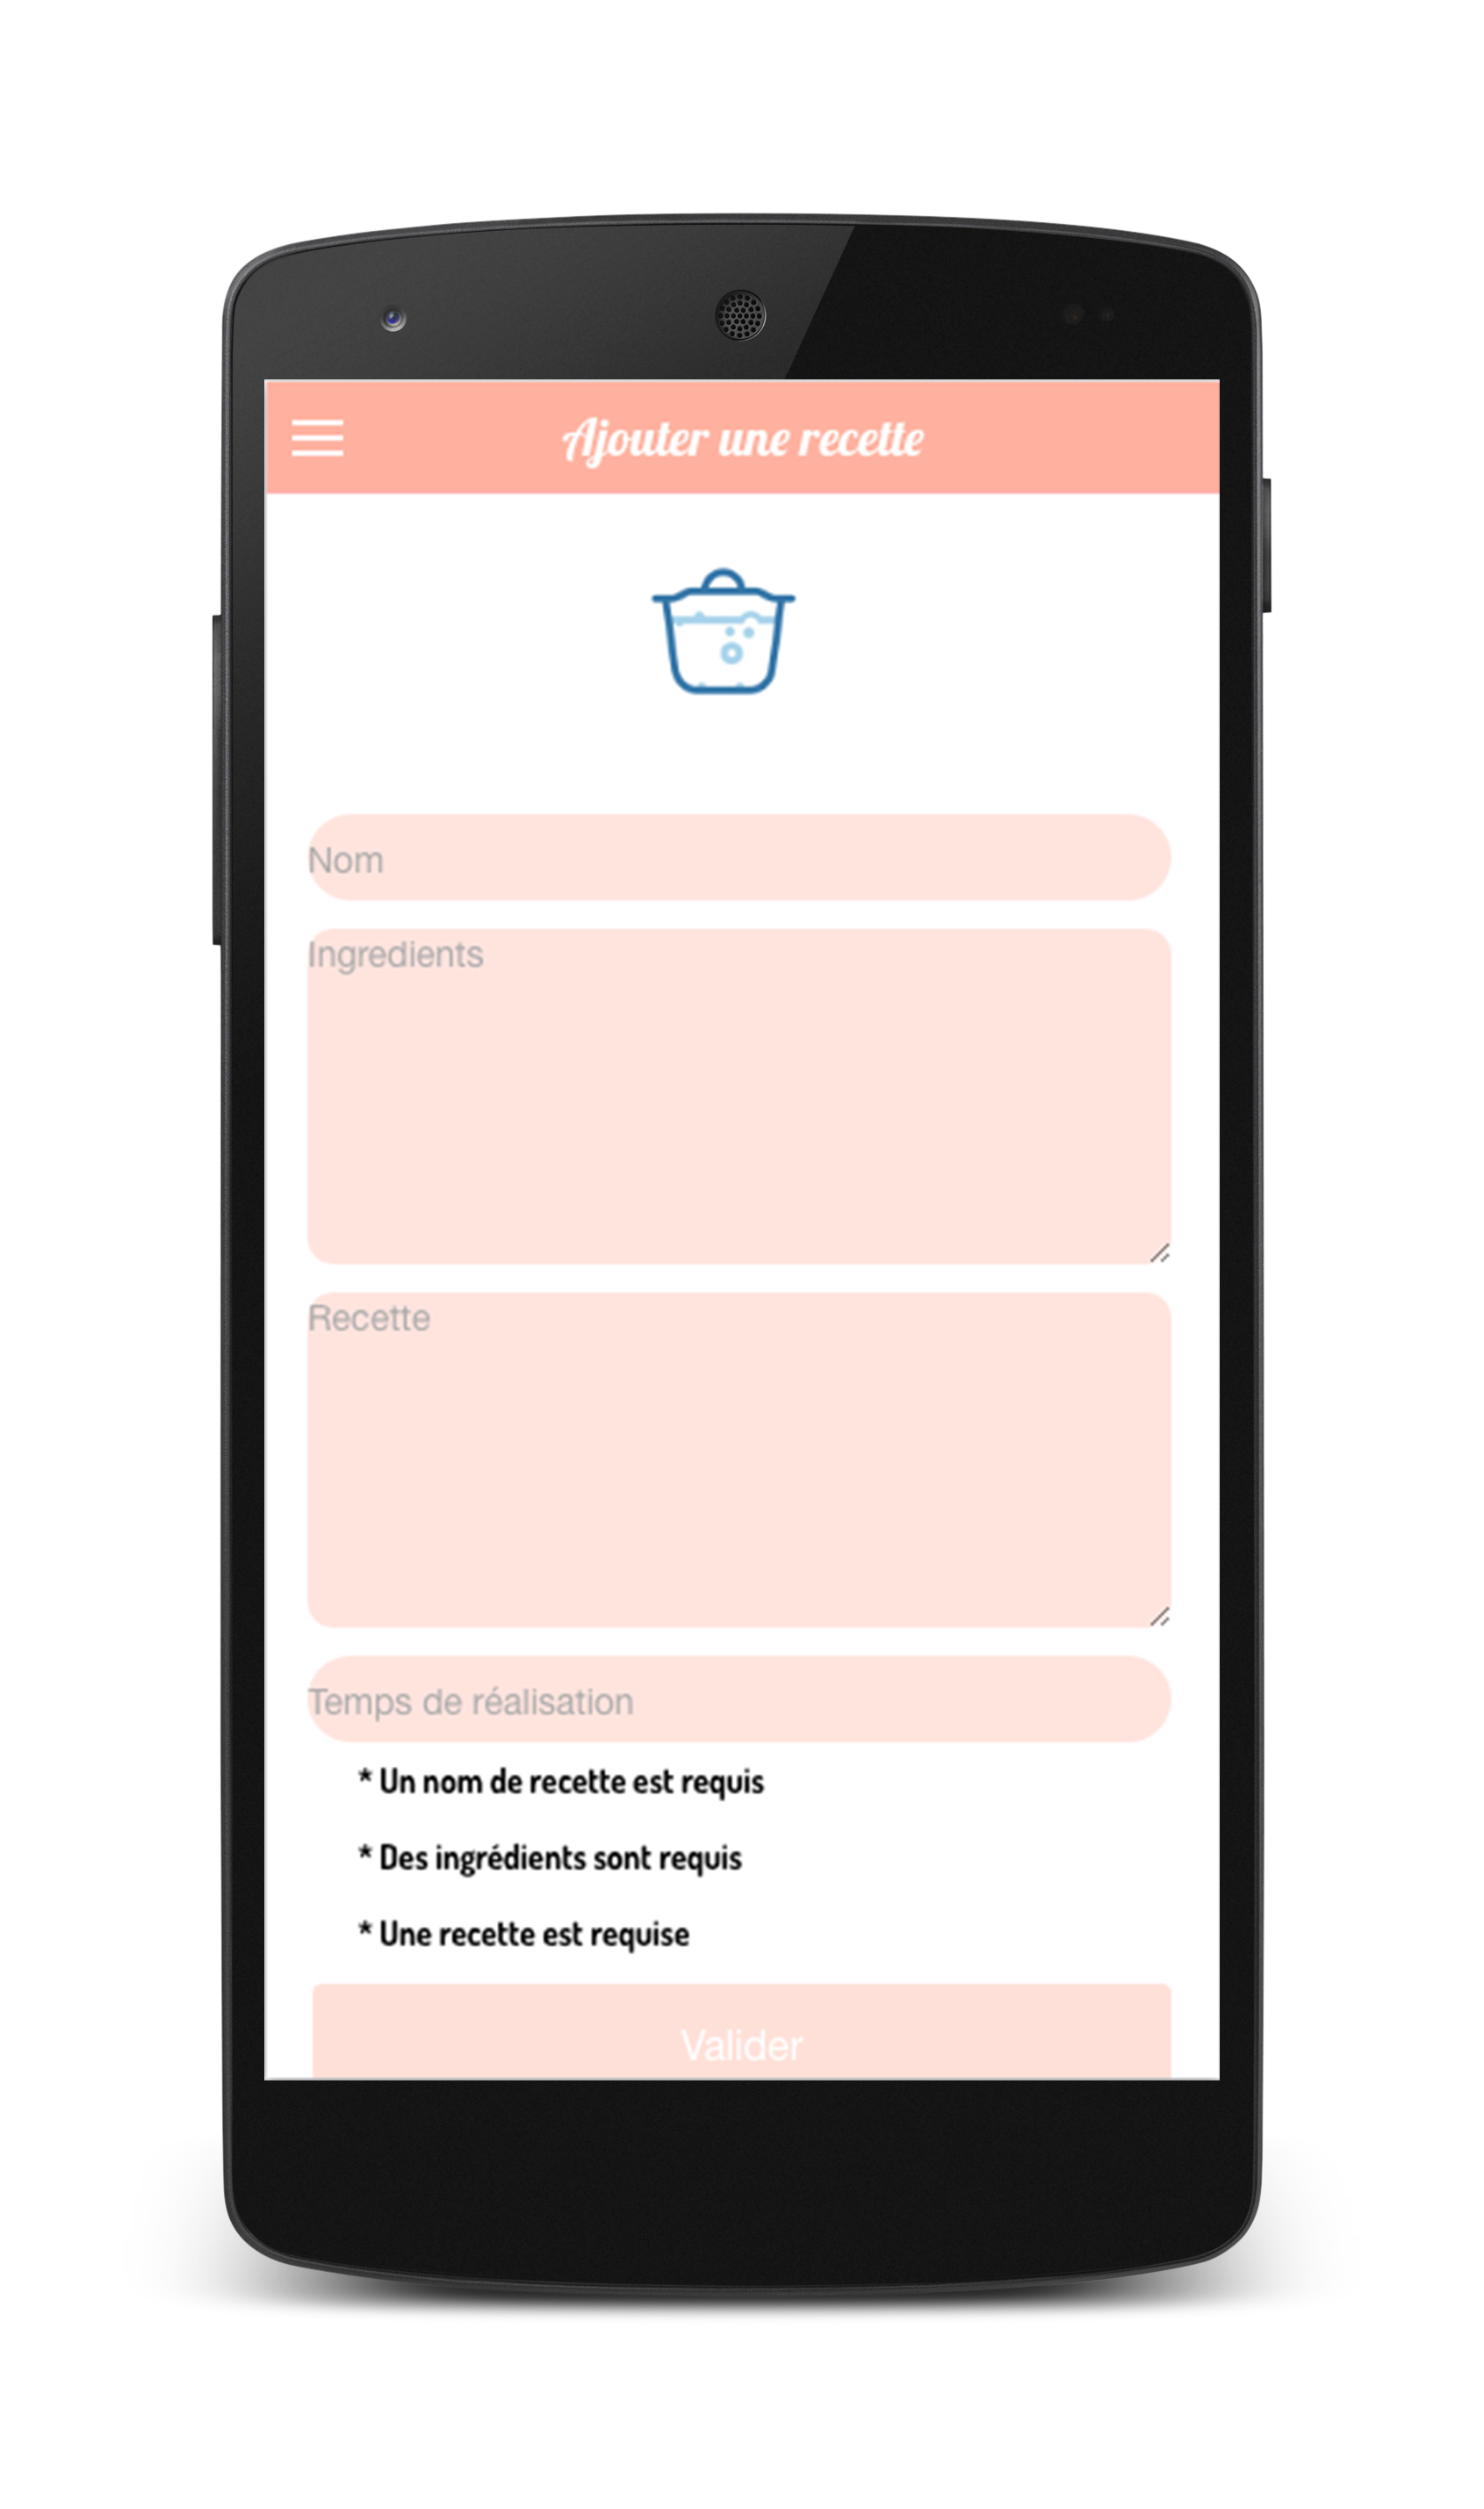 Ajouter une recette
Nom
Ingredients
Recette
Temps de réalisation
* Un nom de recette est requis
* Des ingrédients sont requis
* Une recette est requise
Valider